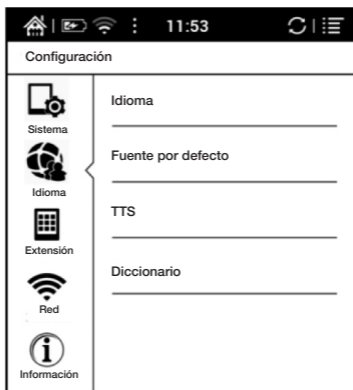 11:53
Configuración
Sistema
Idioma
Extensión
Red
Información
Idioma
Fuente por defecto
TTS
Diccionario